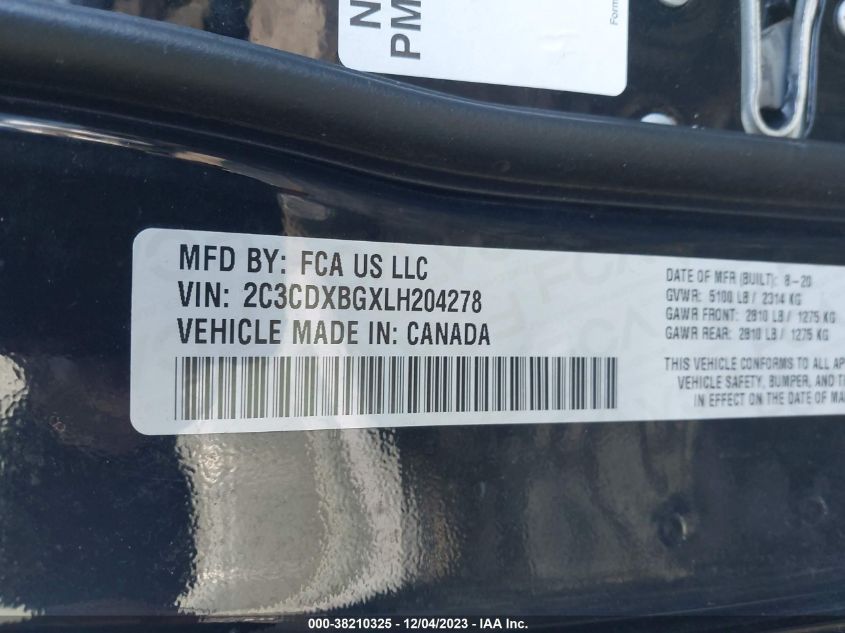 N
PM
Form
MFD BY: FCA US LLC
VIN: 2C3CDXBGXLH204278
VEHICLE MADE IN: CANADA
DATE OF MFR (BUILT): 8-20
GVWR: 5100 LB / 2314 KG
GAWR FRONT: 2810 LB / 1275 KG
GAWR REAR: 2810 LB / 1275 KG
THIS VEHICLE CONFORMS TO ALL AP
VEHICLE SAFETY, BUMPER, AND T
IN EFFECT ON THE DATE OF MA
000-38210325 - 12/04/2023 - IAA Inc.